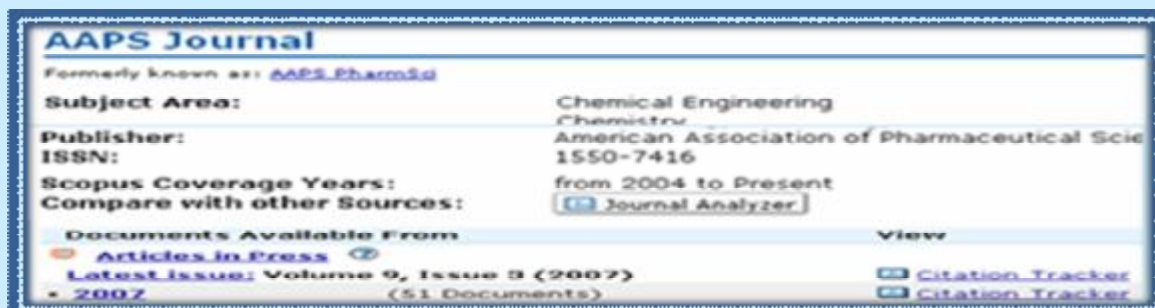 AAPS Journal
Formerly known as: AAPS PharmSci
Subject Area: Chemical Engineering
Chemistry
Publisher: American Association of Pharmaceutical Scie
ISSN: 1550-7416
Scopus Coverage Years: from 2004 to Present
Compare with other Sources: Journal Analyzer
Documents Available From View
Articles in Press
Latest issue: Volume 9, Issue 3 (2007) Citation Tracker
• 2007 (51 Documents) Citation Tracker